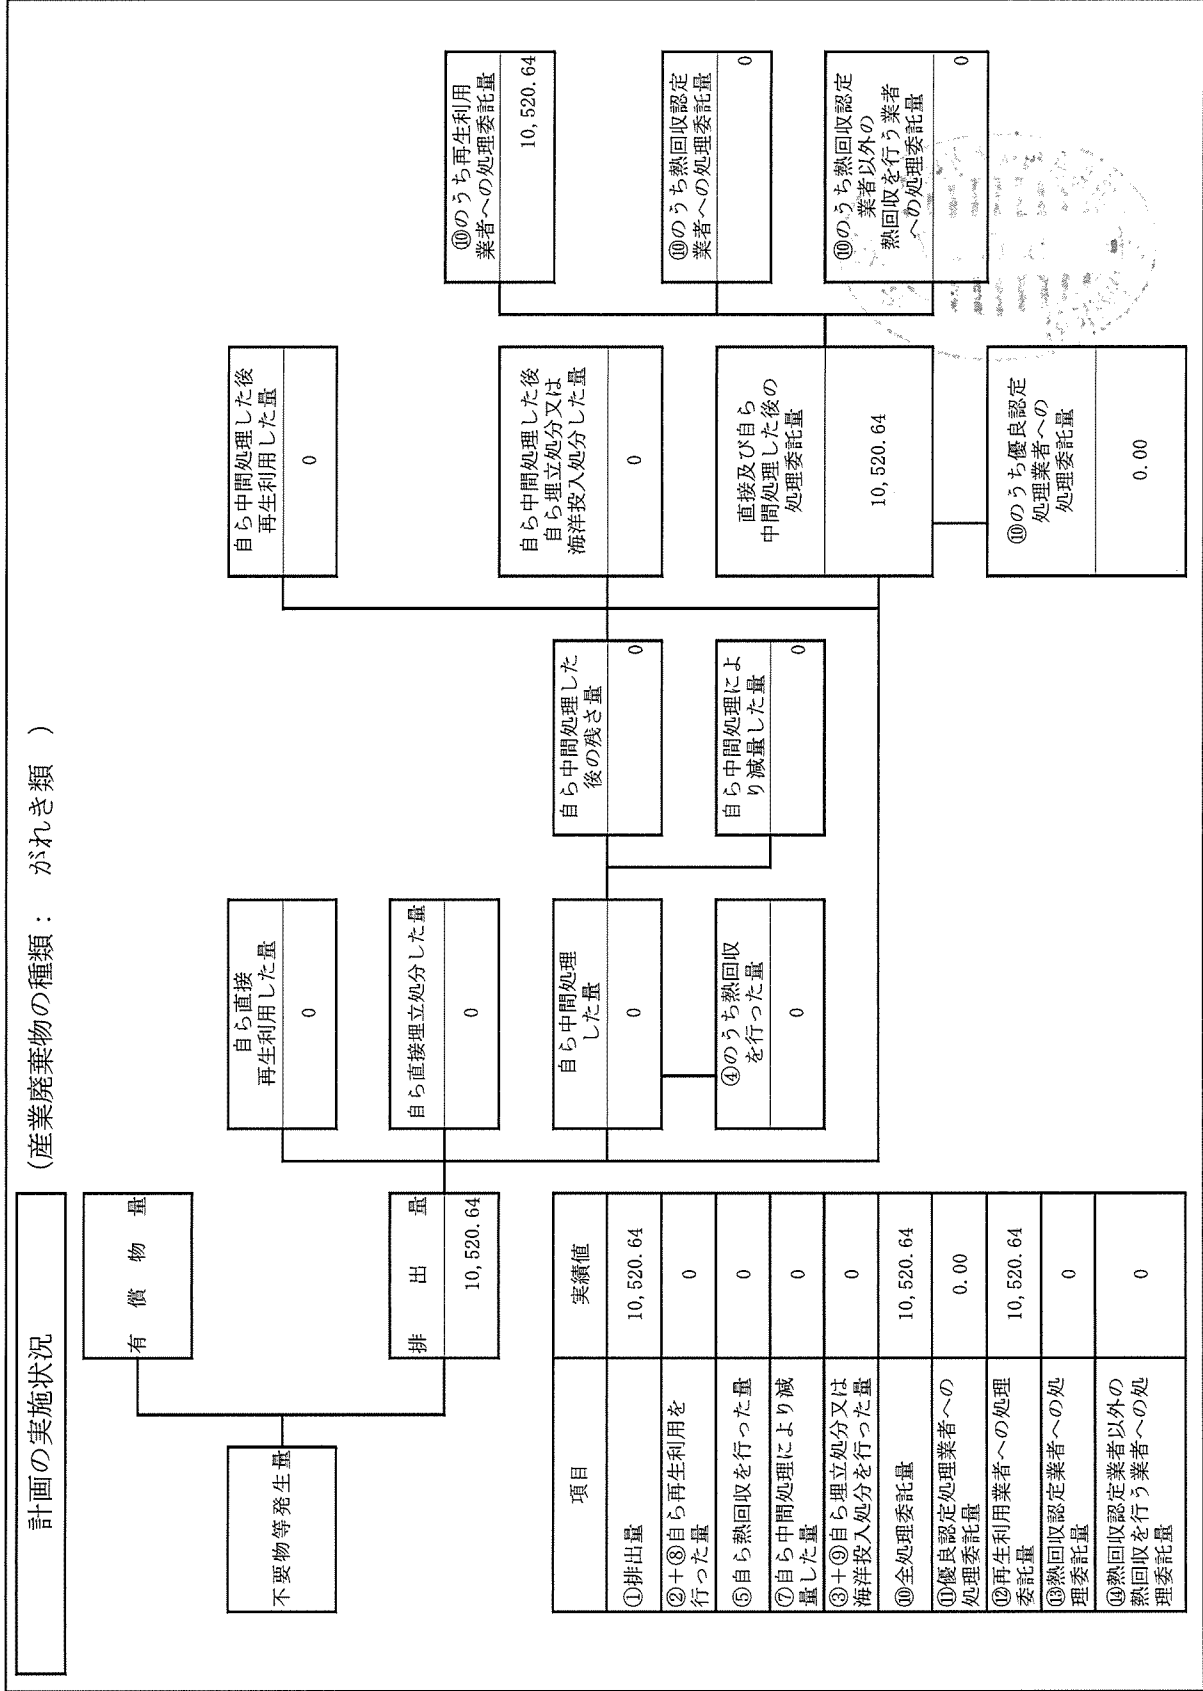 計画の実施状況
(産業廃棄物の種類： がれき類 )
不要物等発生量
有償物量
排出量
10,520.64
自ら直接
再生利用した量
0
自ら直接埋立処分した量
0
自ら中間処理
した量
0
④のうち熱回収
を行った量
0
自ら中間処理した
後の残さ量
0
自ら中間処理によ
り減量した量
0
自ら中間処理した後
再生利用した量
0
自ら中間処理した後
自ら埋立処分又は
海洋投入処分した量
0
直接及び自ら
中間処理した後の
処理委託量
10,520.64
⑩のうち優良認定
処理業者への
処理委託量
0.00
⑩のうち再生利用
業者への処理委託量
10,520.64
⑩のうち熱回収認定
業者への処理委託量
0
⑩のうち熱回収認定
業者以外の
熱回収を行う業者
への処理委託量
0
項目 実績値
①排出量 10,520.64
②＋⑧自ら再生利用を
行った量 0
⑤自ら熱回収を行った量 0
⑦自ら中間処理により減
量した量 0
③＋⑨自ら埋立処分又は
海洋投入処分を行った量 0
⑩全処理委託量 10,520.64
⑪優良認定処理業者への
処理委託量 0.00
⑫再生利用業者への処理
委託量 10,520.64
⑬熱回収認定業者への処
理委託量 0
⑭熱回収認定業者以外の
熱回収を行う業者への処
理委託量 0